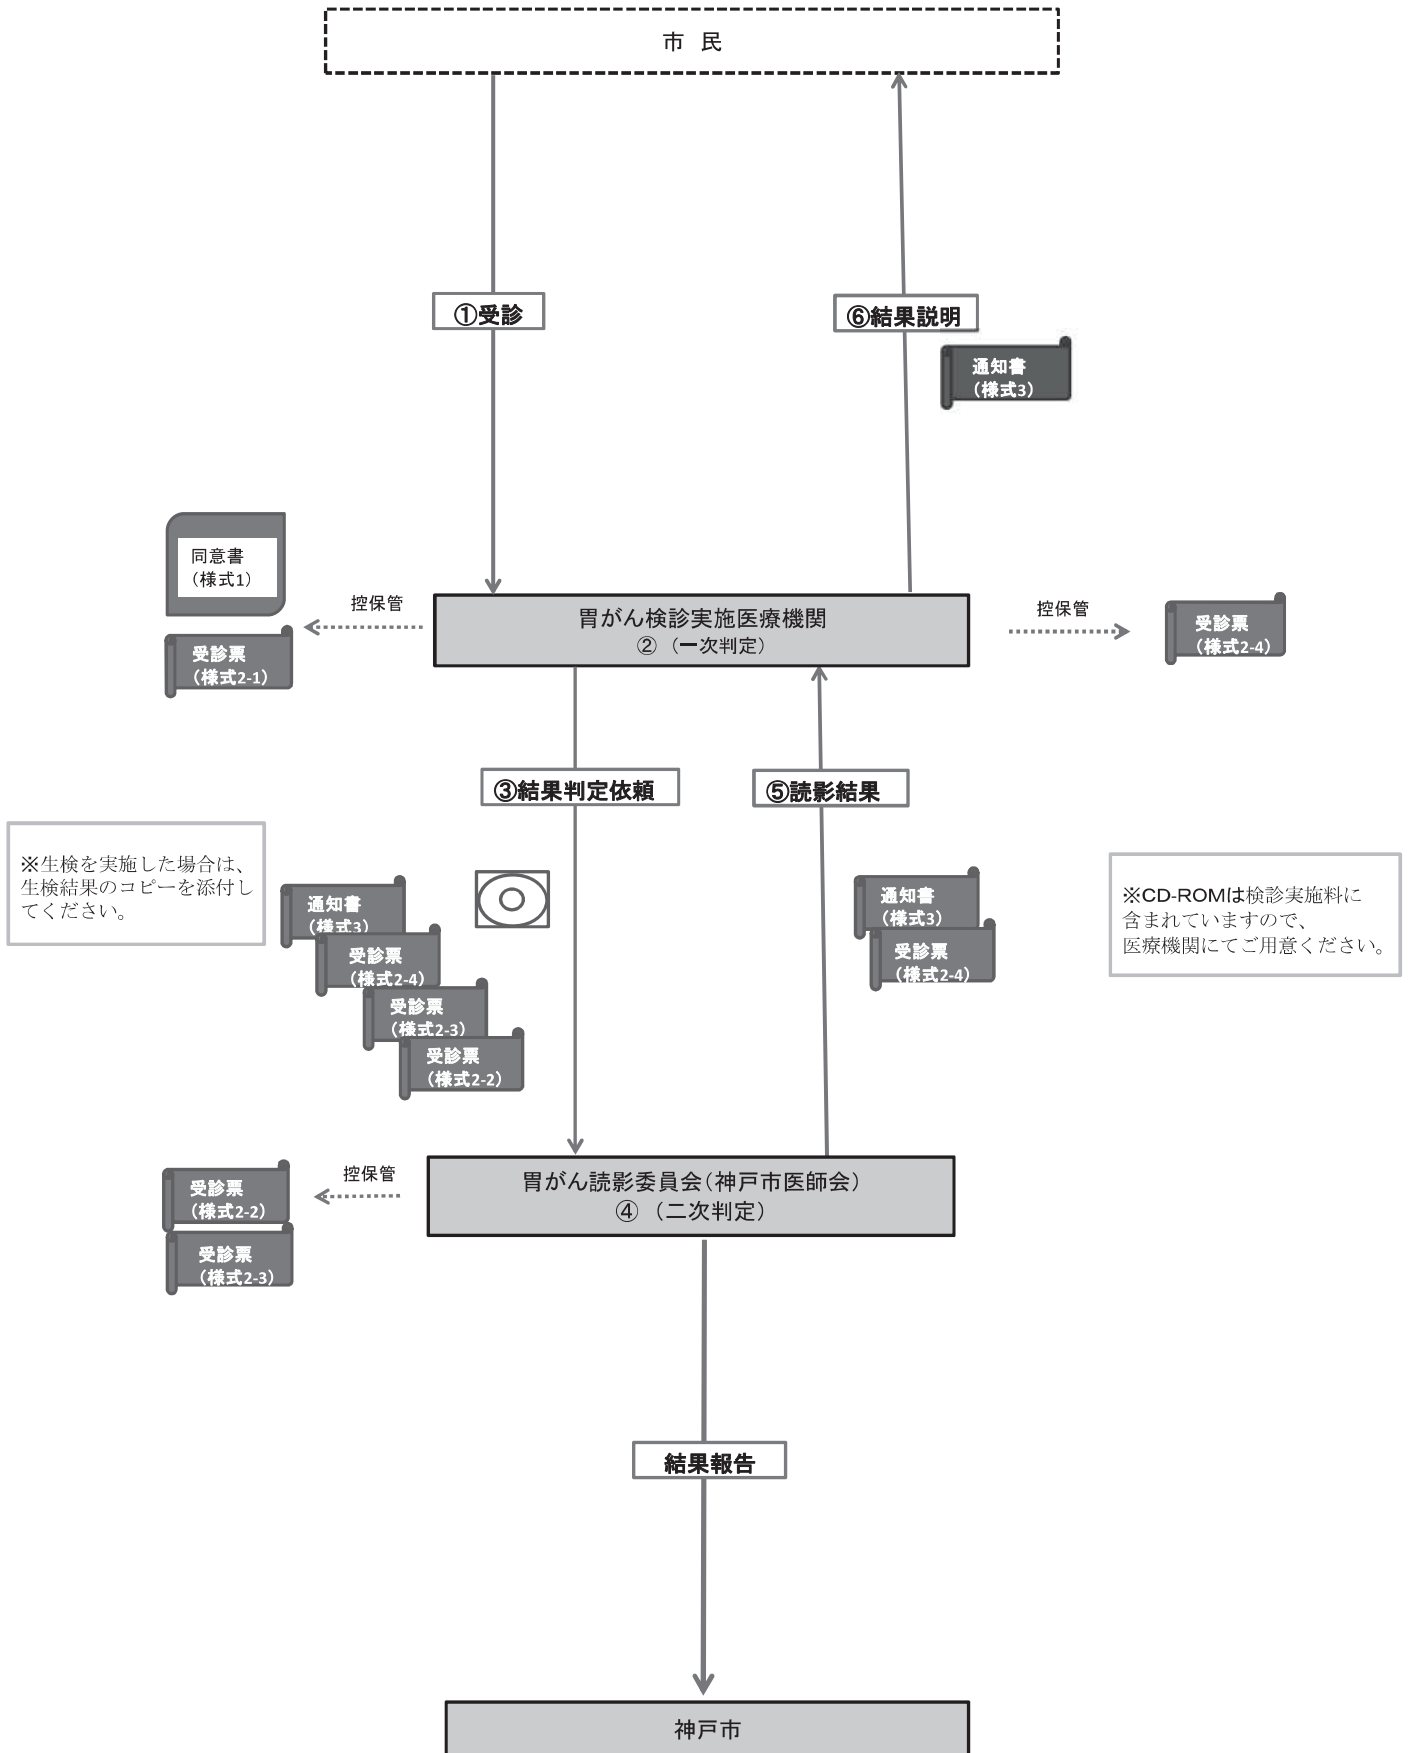 市 民
①受診
⑥結果説明
通知書
（様式3）
同意書
（様式1）
控保管
受診票
（様式2-1）
胃がん検診実施医療機関
②（一次判定）
控保管
受診票
（様式2-4）
③結果判定依頼
⑤読影結果
※生検を実施した場合は、
生検結果のコピーを添付し
てください。
通知書
（様式3）
受診票
（様式2-4）
受診票
（様式2-3）
受診票
（様式2-2）
通知書
（様式3）
受診票
（様式2-4）
※CD-ROMは検診実施料に
含まれていますので、
医療機関にてご用意ください。
控保管
受診票
（様式2-2）
受診票
（様式2-3）
胃がん読影委員会（神戸市医師会）
④（二次判定）
結果報告
神戸市